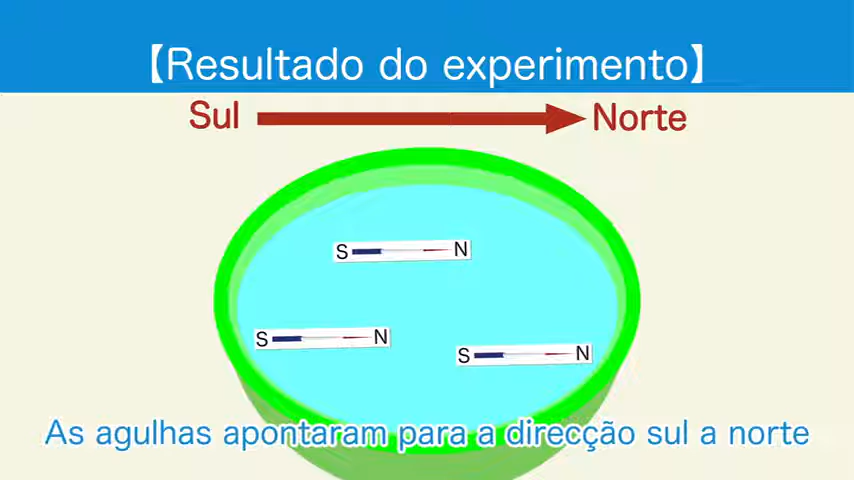 【Resultado do experimento】
Sul Norte
S N
S N
S N
As agulhas apontaram para a direcção sul a norte